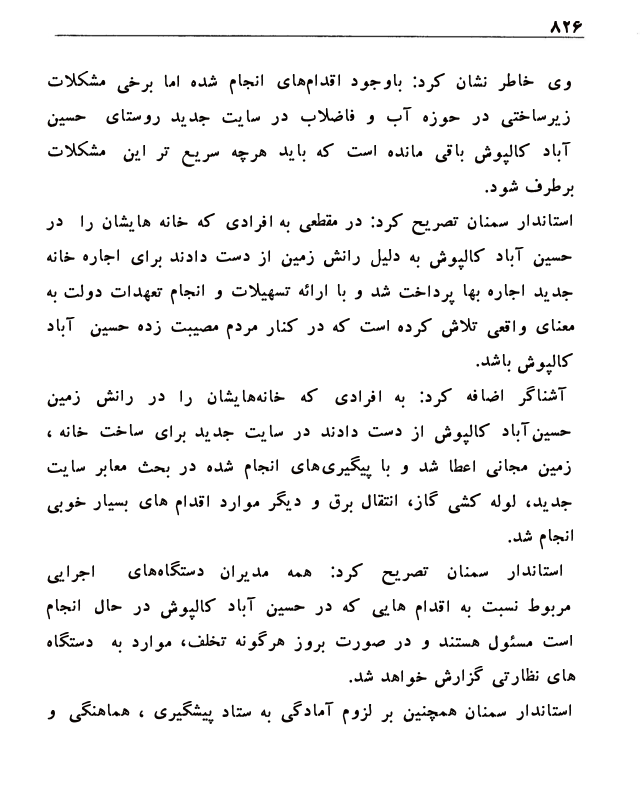 ۸۲۶
وی خاطر نشان کرد: باوجود اقدام‌های انجام شده اما برخی مشکلات
زیرساختی در حوزه آب و فاضلاب در سایت جدید روستای حسین
آباد کالپوش باقی مانده است که باید هرچه سریع تر این مشکلات
برطرف شود.
استاندار سمنان تصریح کرد: در مقطعی به افرادی که خانه هایشان را در
حسین آباد کالپوش به دلیل رانش زمین از دست دادند برای اجاره خانه
جدید اجاره بها پرداخت شد و با ارائه تسهیلات و انجام تعهدات دولت به
معنای واقعی تلاش کرده است که در کنار مردم مصیبت زده حسین آباد
کالپوش باشد.
آشناگر اضافه کرد: به افرادی که خانه‌هایشان را در رانش زمین
حسین‌آباد کالپوش از دست دادند در سایت جدید برای ساخت خانه ،
زمین مجانی اعطا شد و با پیگیری‌های انجام شده در بحث معابر سایت
جدید، لوله کشی گاز، انتقال برق و دیگر موارد اقدام های بسیار خوبی
انجام شد.
استاندار سمنان تصریح کرد: همه مدیران دستگاه‌های اجرایی
مربوط نسبت به اقدام هایی که در حسین آباد کالپوش در حال انجام
است مسئول هستند و در صورت بروز هرگونه تخلف، موارد به دستگاه
های نظارتی گزارش خواهد شد.
استاندار سمنان همچنین بر لزوم آمادگی به ستاد پیشگیری ، هماهنگی و